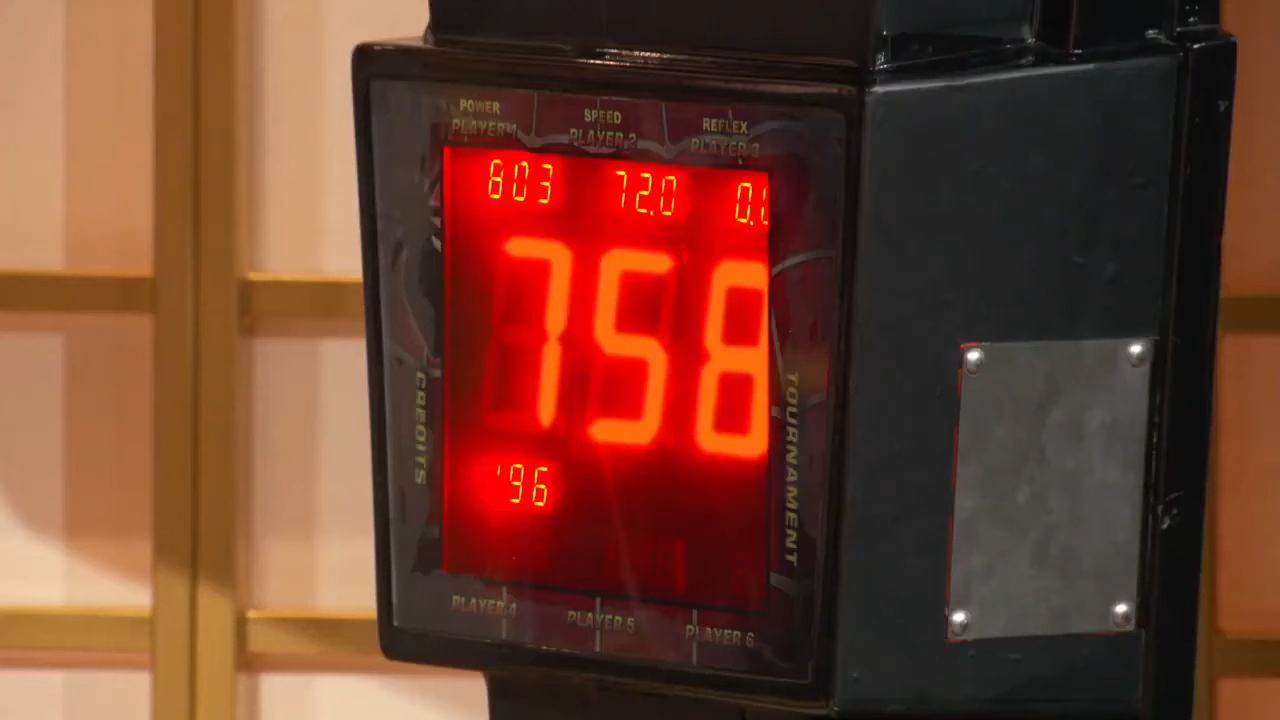 POWER SPEED REFLEX
PLAYER 1 PLAYER 2 PLAYER 3
803 72.0 0.
758
'96
CREDITS
TOURNAMENT
PLAYER 4 PLAYER 5 PLAYER 6